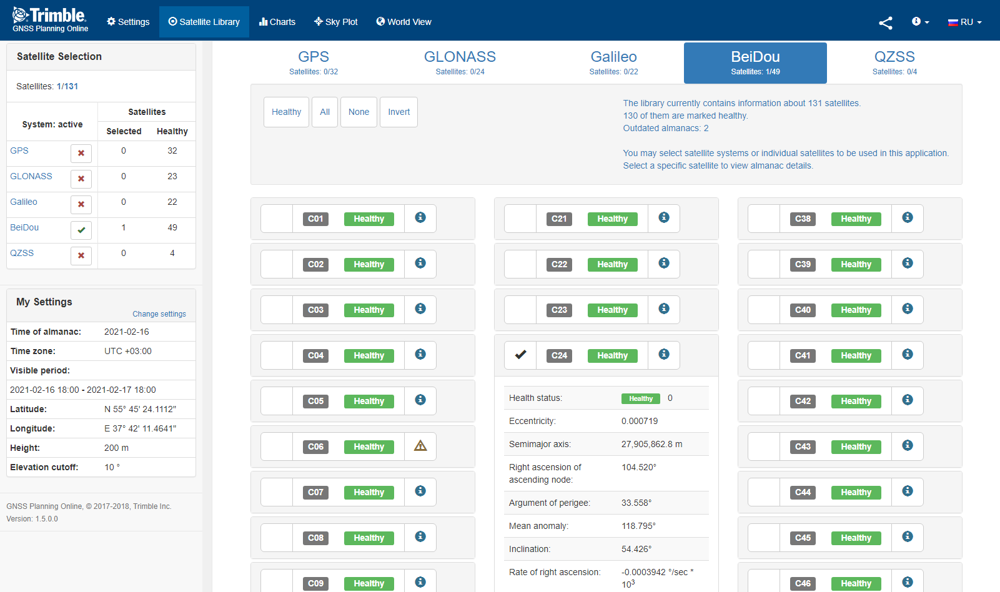 Trimble.
GNSS Planning Online
Settings
Satellite Library
Charts
Sky Plot
World View
RU
Satellite Selection
Satellites: 1/131
System: active
Satellites
Selected
Healthy
GPS 0 32
GLONASS 0 23
Galileo 0 22
BeiDou 1 49
QZSS 0 4
My Settings
Change settings
Time of almanac: 2021-02-16
Time zone: UTC +03:00
Visible period:
2021-02-16 18:00 - 2021-02-17 18:00
Latitude: N 55° 45' 24.1112"
Longitude: E 37° 42' 11.4641"
Height: 200 m
Elevation cutoff: 10 °
GNSS Planning Online, © 2017-2018, Trimble Inc.
Version: 1.5.0.0
GPS
Satellites: 0/32
GLONASS
Satellites: 0/24
Galileo
Satellites: 0/22
BeiDou
Satellites: 1/49
QZSS
Satellites: 0/4
Healthy
All
None
Invert
The library currently contains information about 131 satellites.
130 of them are marked healthy.
Outdated almanacs: 2
You may select satellite systems or individual satellites to be used in this application.
Select a specific satellite to view almanac details.
C01 Healthy
C02 Healthy
C03 Healthy
C04 Healthy
C05 Healthy
C06 Healthy
C07 Healthy
C08 Healthy
C09 Healthy
C21 Healthy
C22 Healthy
C23 Healthy
C24 Healthy
Health status: Healthy 0
Eccentricity: 0.000719
Semimajor axis: 27,905,862.8 m
Right ascension of 104.520°
ascending node:
Argument of perigee: 33.558°
Mean anomaly: 118.795°
Inclination: 54.426°
Rate of right ascension: -0.0003942 °/sec *
10³
C38 Healthy
C39 Healthy
C40 Healthy
C41 Healthy
C42 Healthy
C43 Healthy
C44 Healthy
C45 Healthy
C46 Healthy